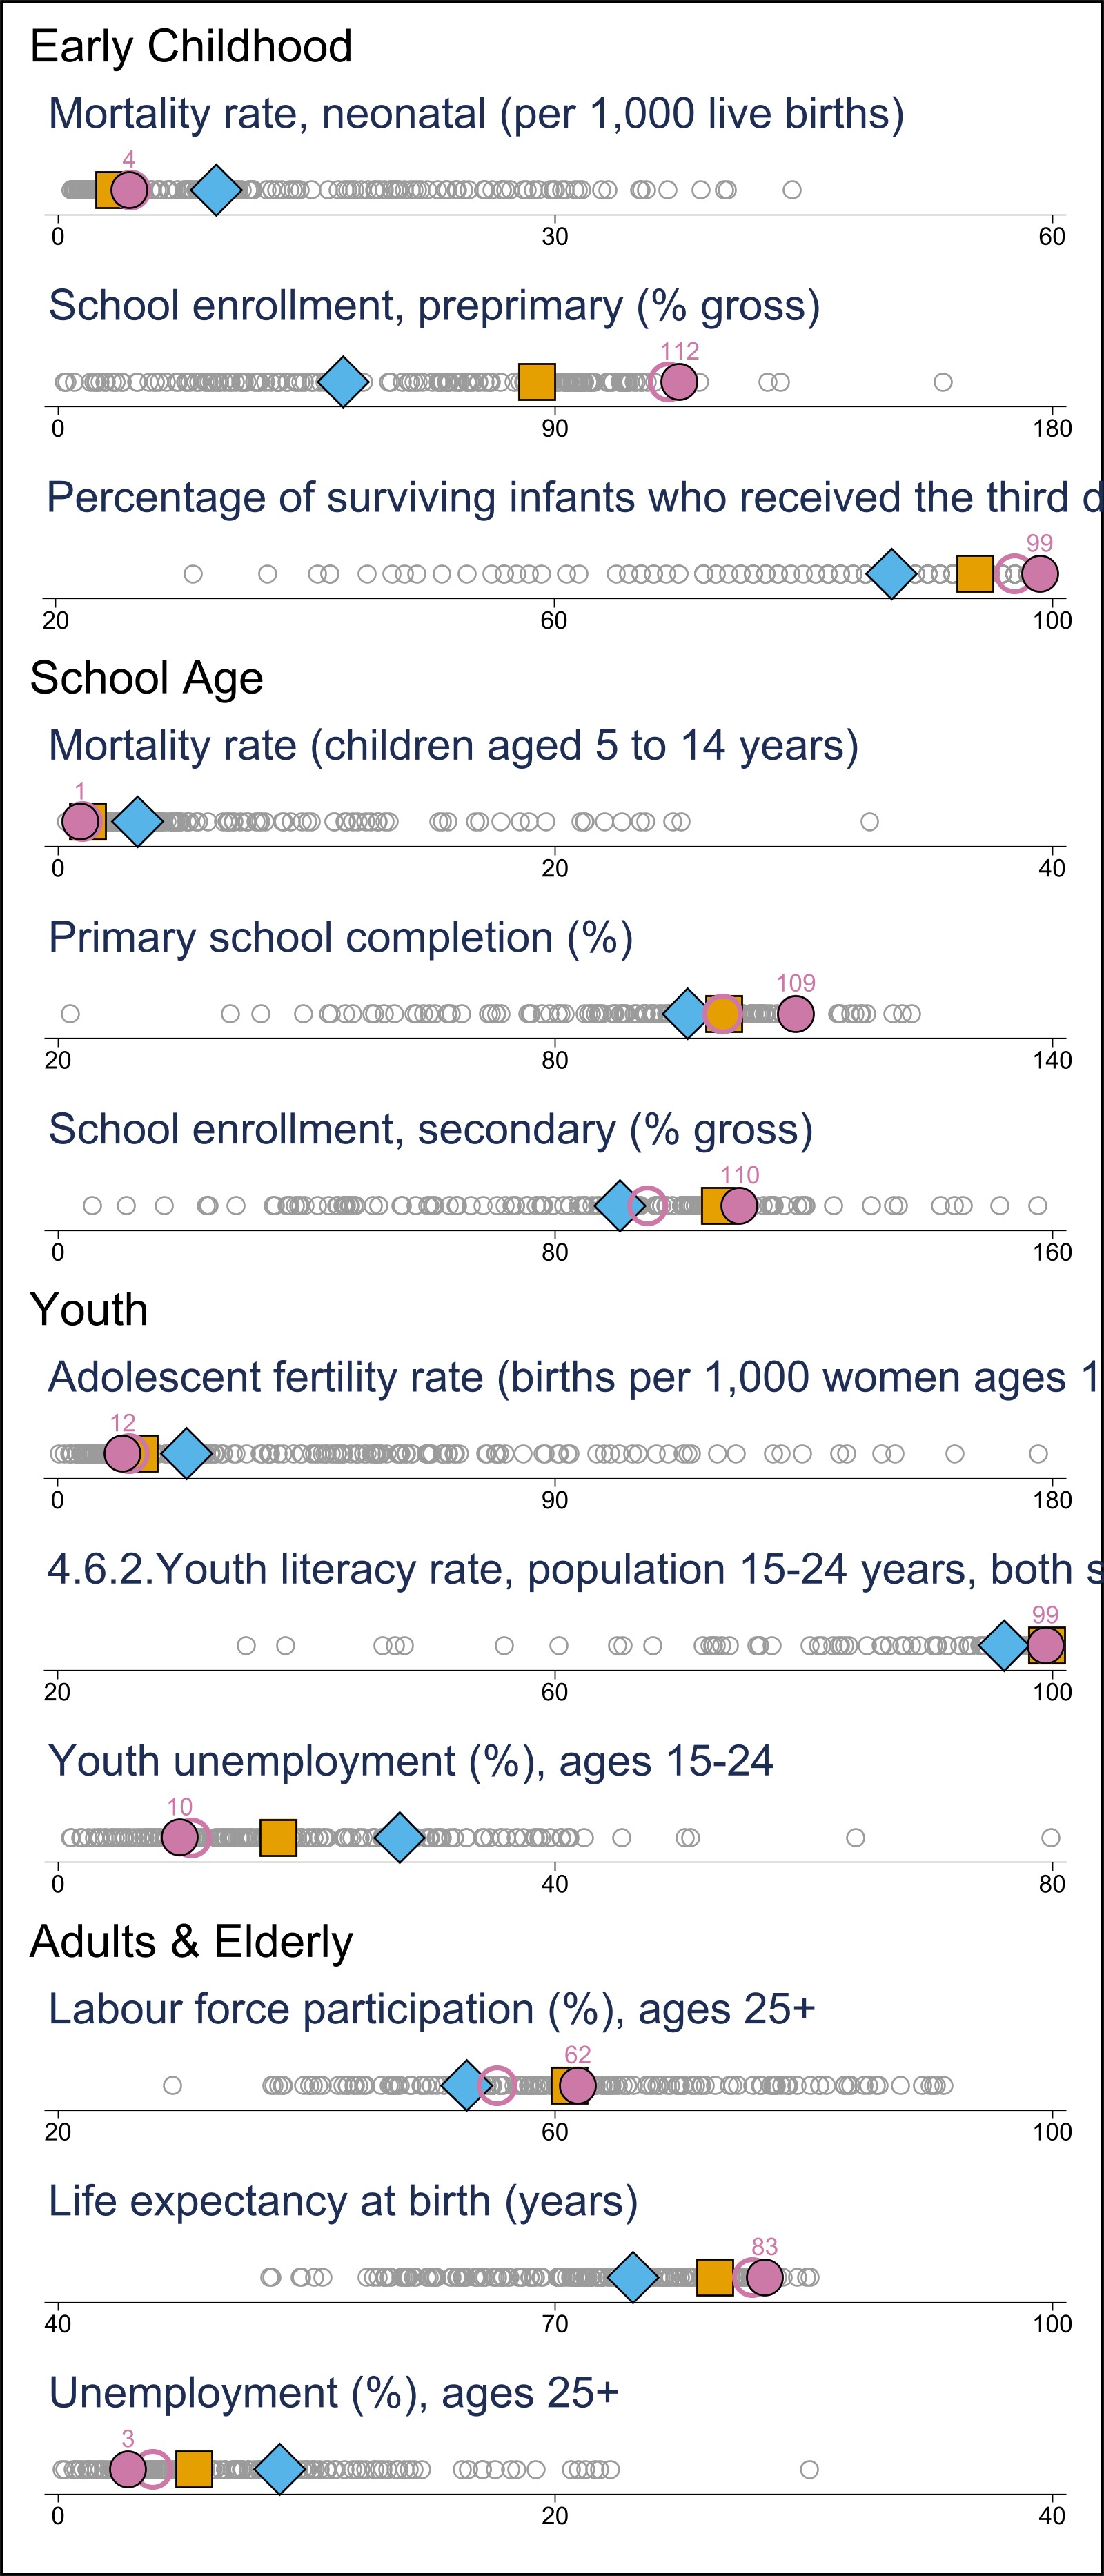 Early Childhood
Mortality rate, neonatal (per 1,000 live births)
4
0 30 60
School enrollment, preprimary (% gross)
112
0 90 180
Percentage of surviving infants who received the third d
99
20 60 100
School Age
Mortality rate (children aged 5 to 14 years)
1
0 20 40
Primary school completion (%)
109
20 80 140
School enrollment, secondary (% gross)
110
0 80 160
Youth
Adolescent fertility rate (births per 1,000 women ages 1
12
0 90 180
4.6.2.Youth literacy rate, population 15-24 years, both s
99
20 60 100
Youth unemployment (%), ages 15-24
10
0 40 80
Adults & Elderly
Labour force participation (%), ages 25+
62
20 60 100
Life expectancy at birth (years)
83
40 70 100
Unemployment (%), ages 25+
3
0 20 40